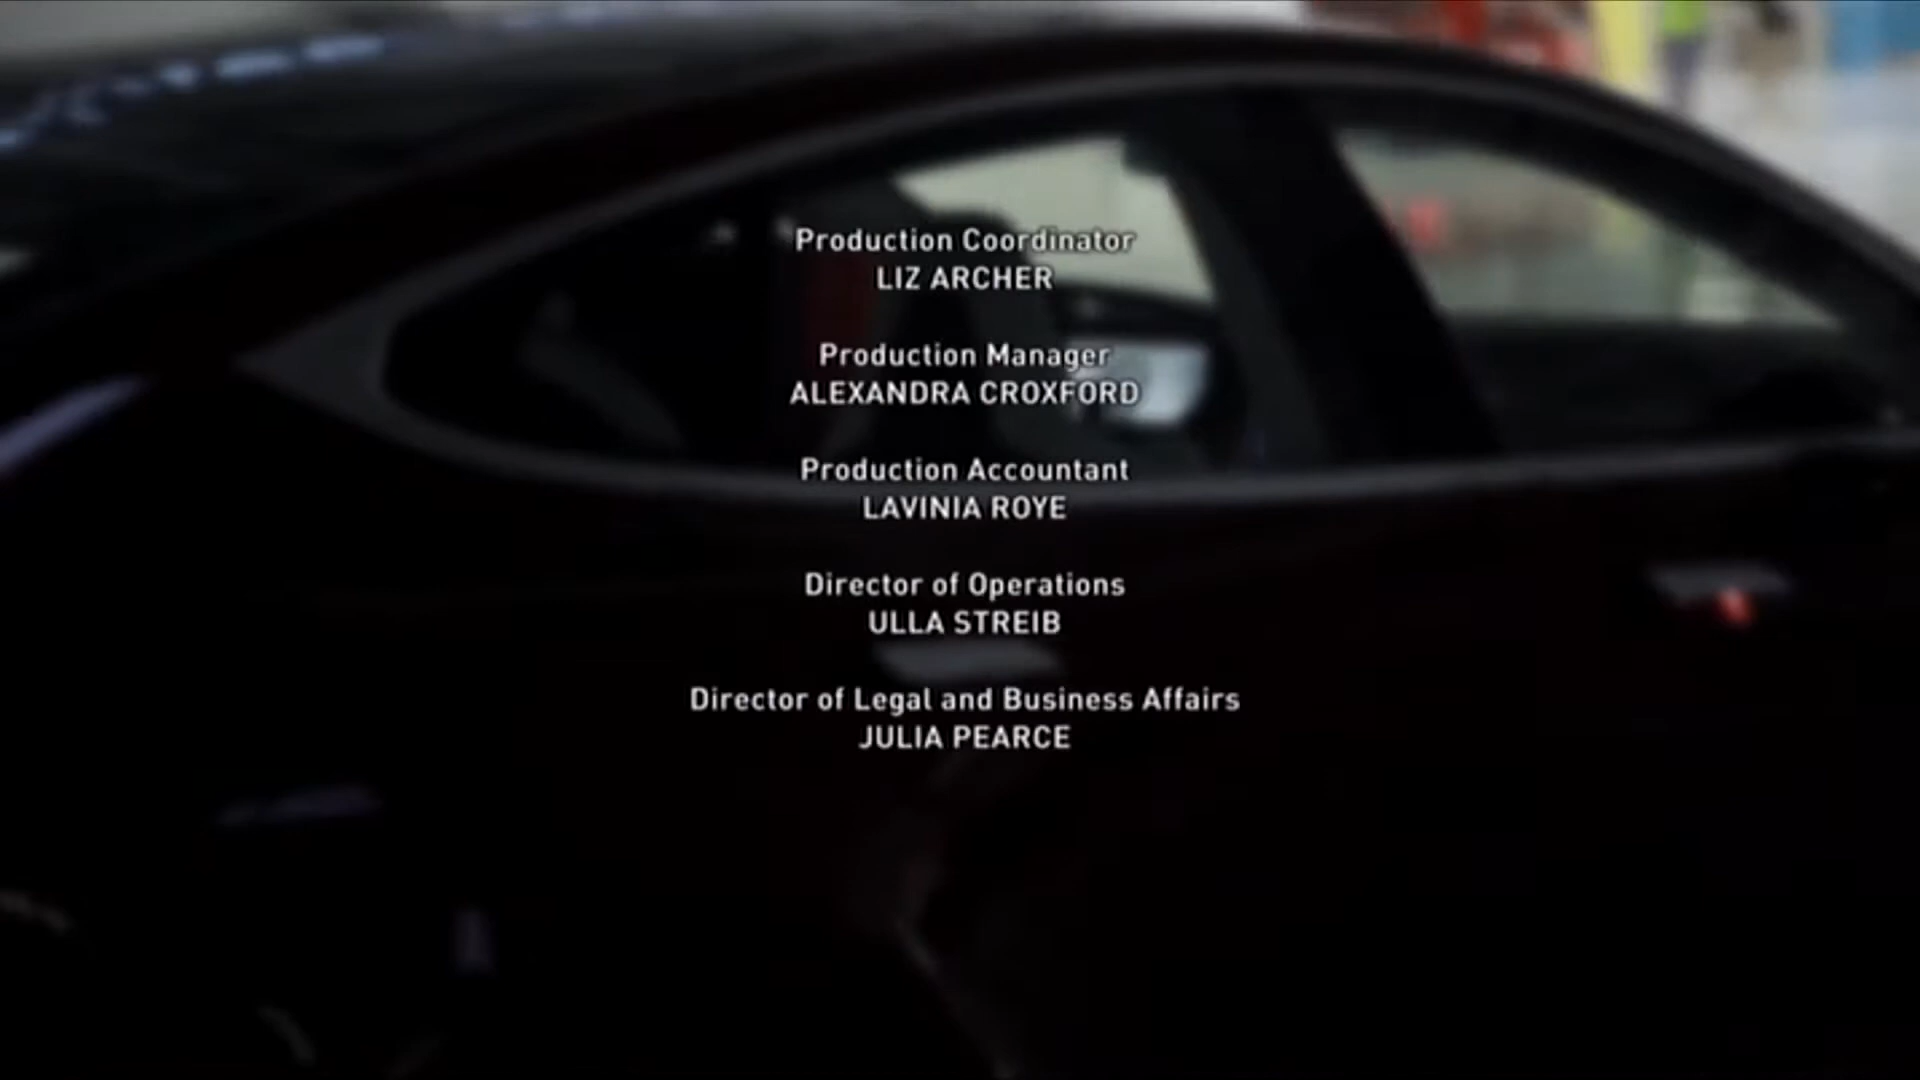 Production Coordinator
LIZ ARCHER
Production Manager
ALEXANDRA CROXFORD
Production Accountant
LAVINIA ROYE
Director of Operations
ULLA STREIB
Director of Legal and Business Affairs
JULIA PEARCE